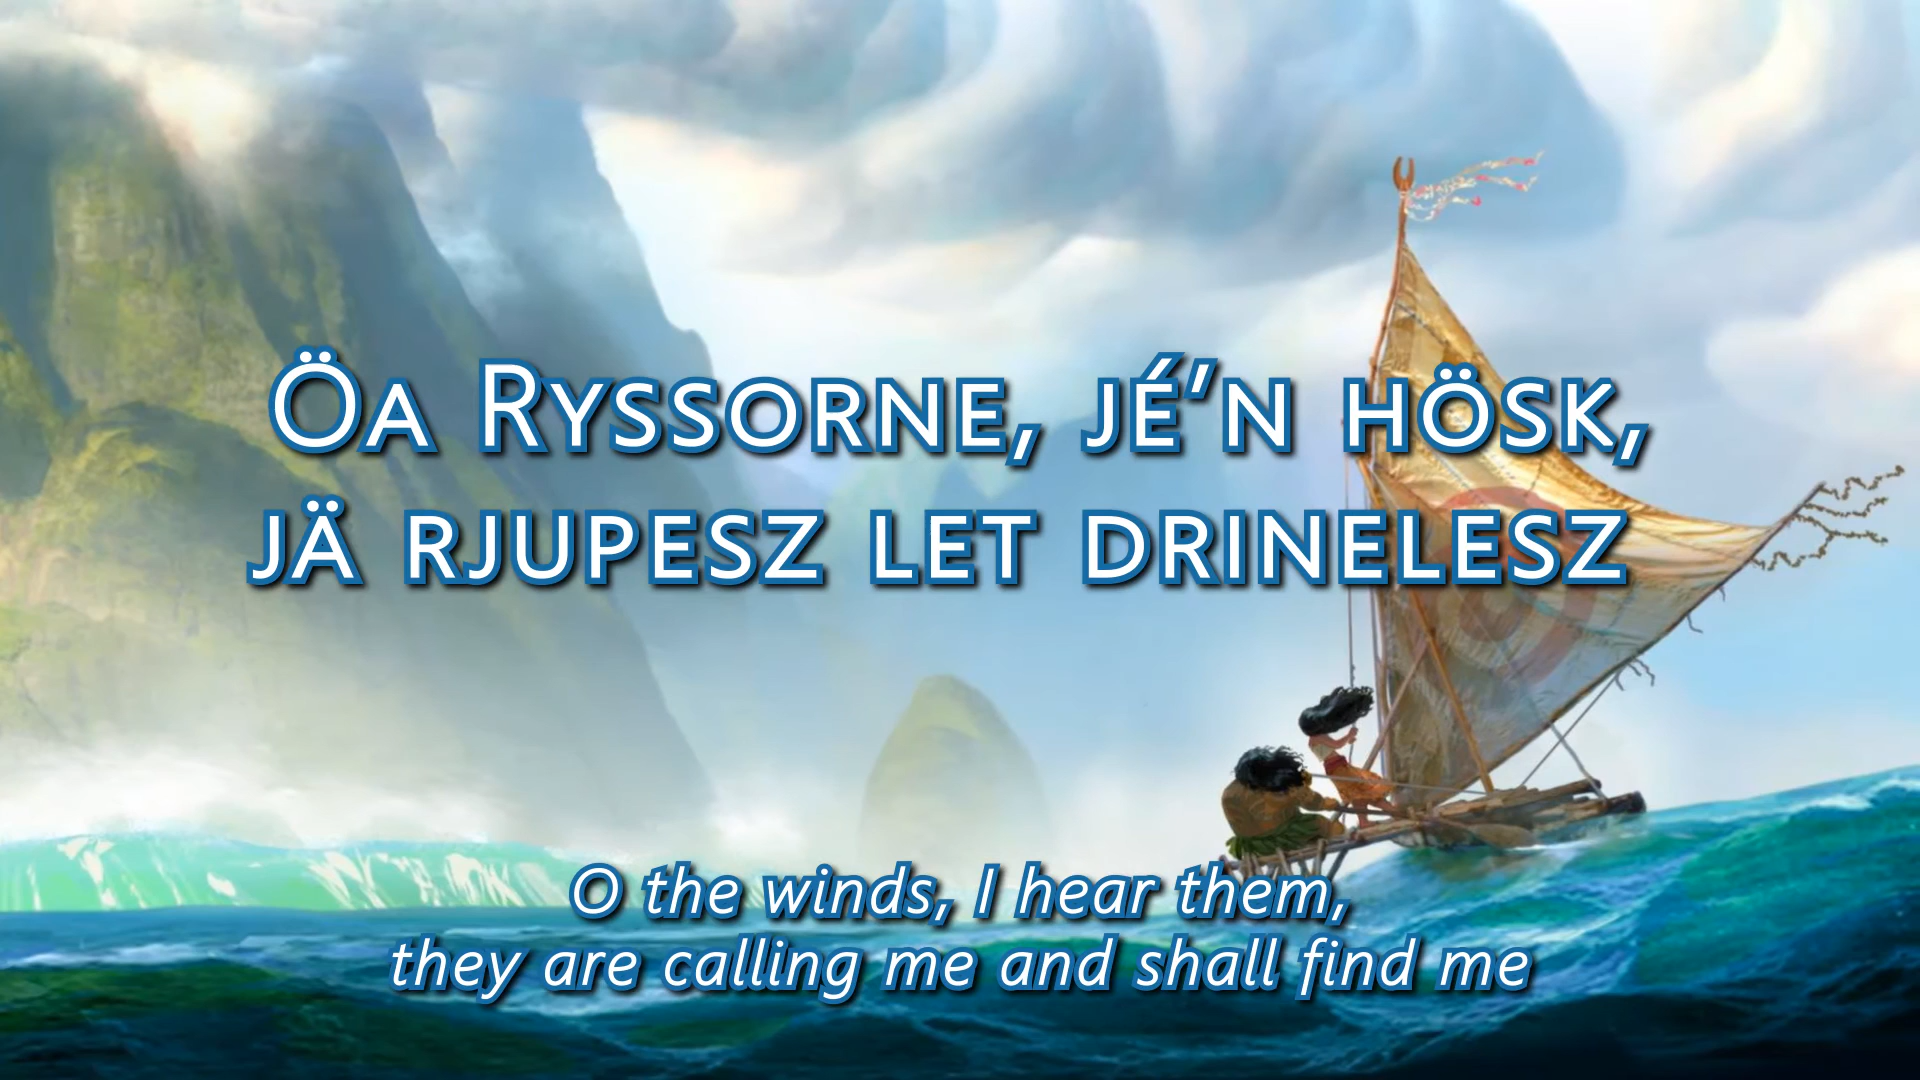 Öa Ryssorne, jé’n hösk,
jä rjupesz let drinelesz
O the winds, I hear them,
they are calling me and shall find me